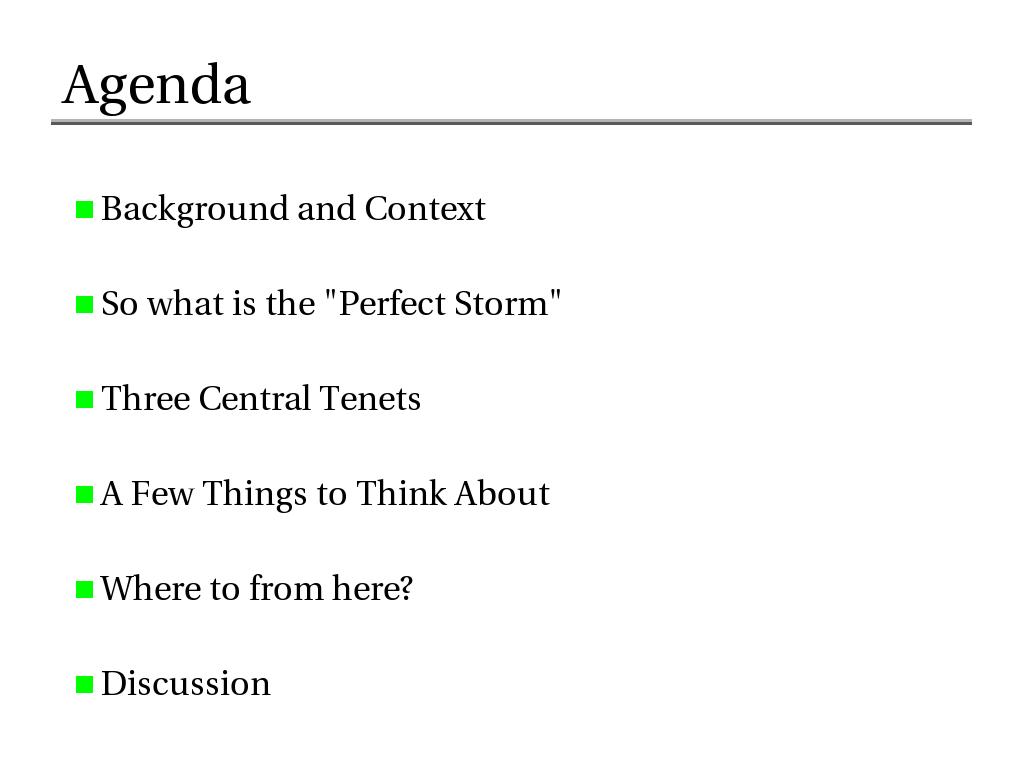 Agenda
Background and Context
So what is the "Perfect Storm"
Three Central Tenets
A Few Things to Think About
Where to from here?
Discussion